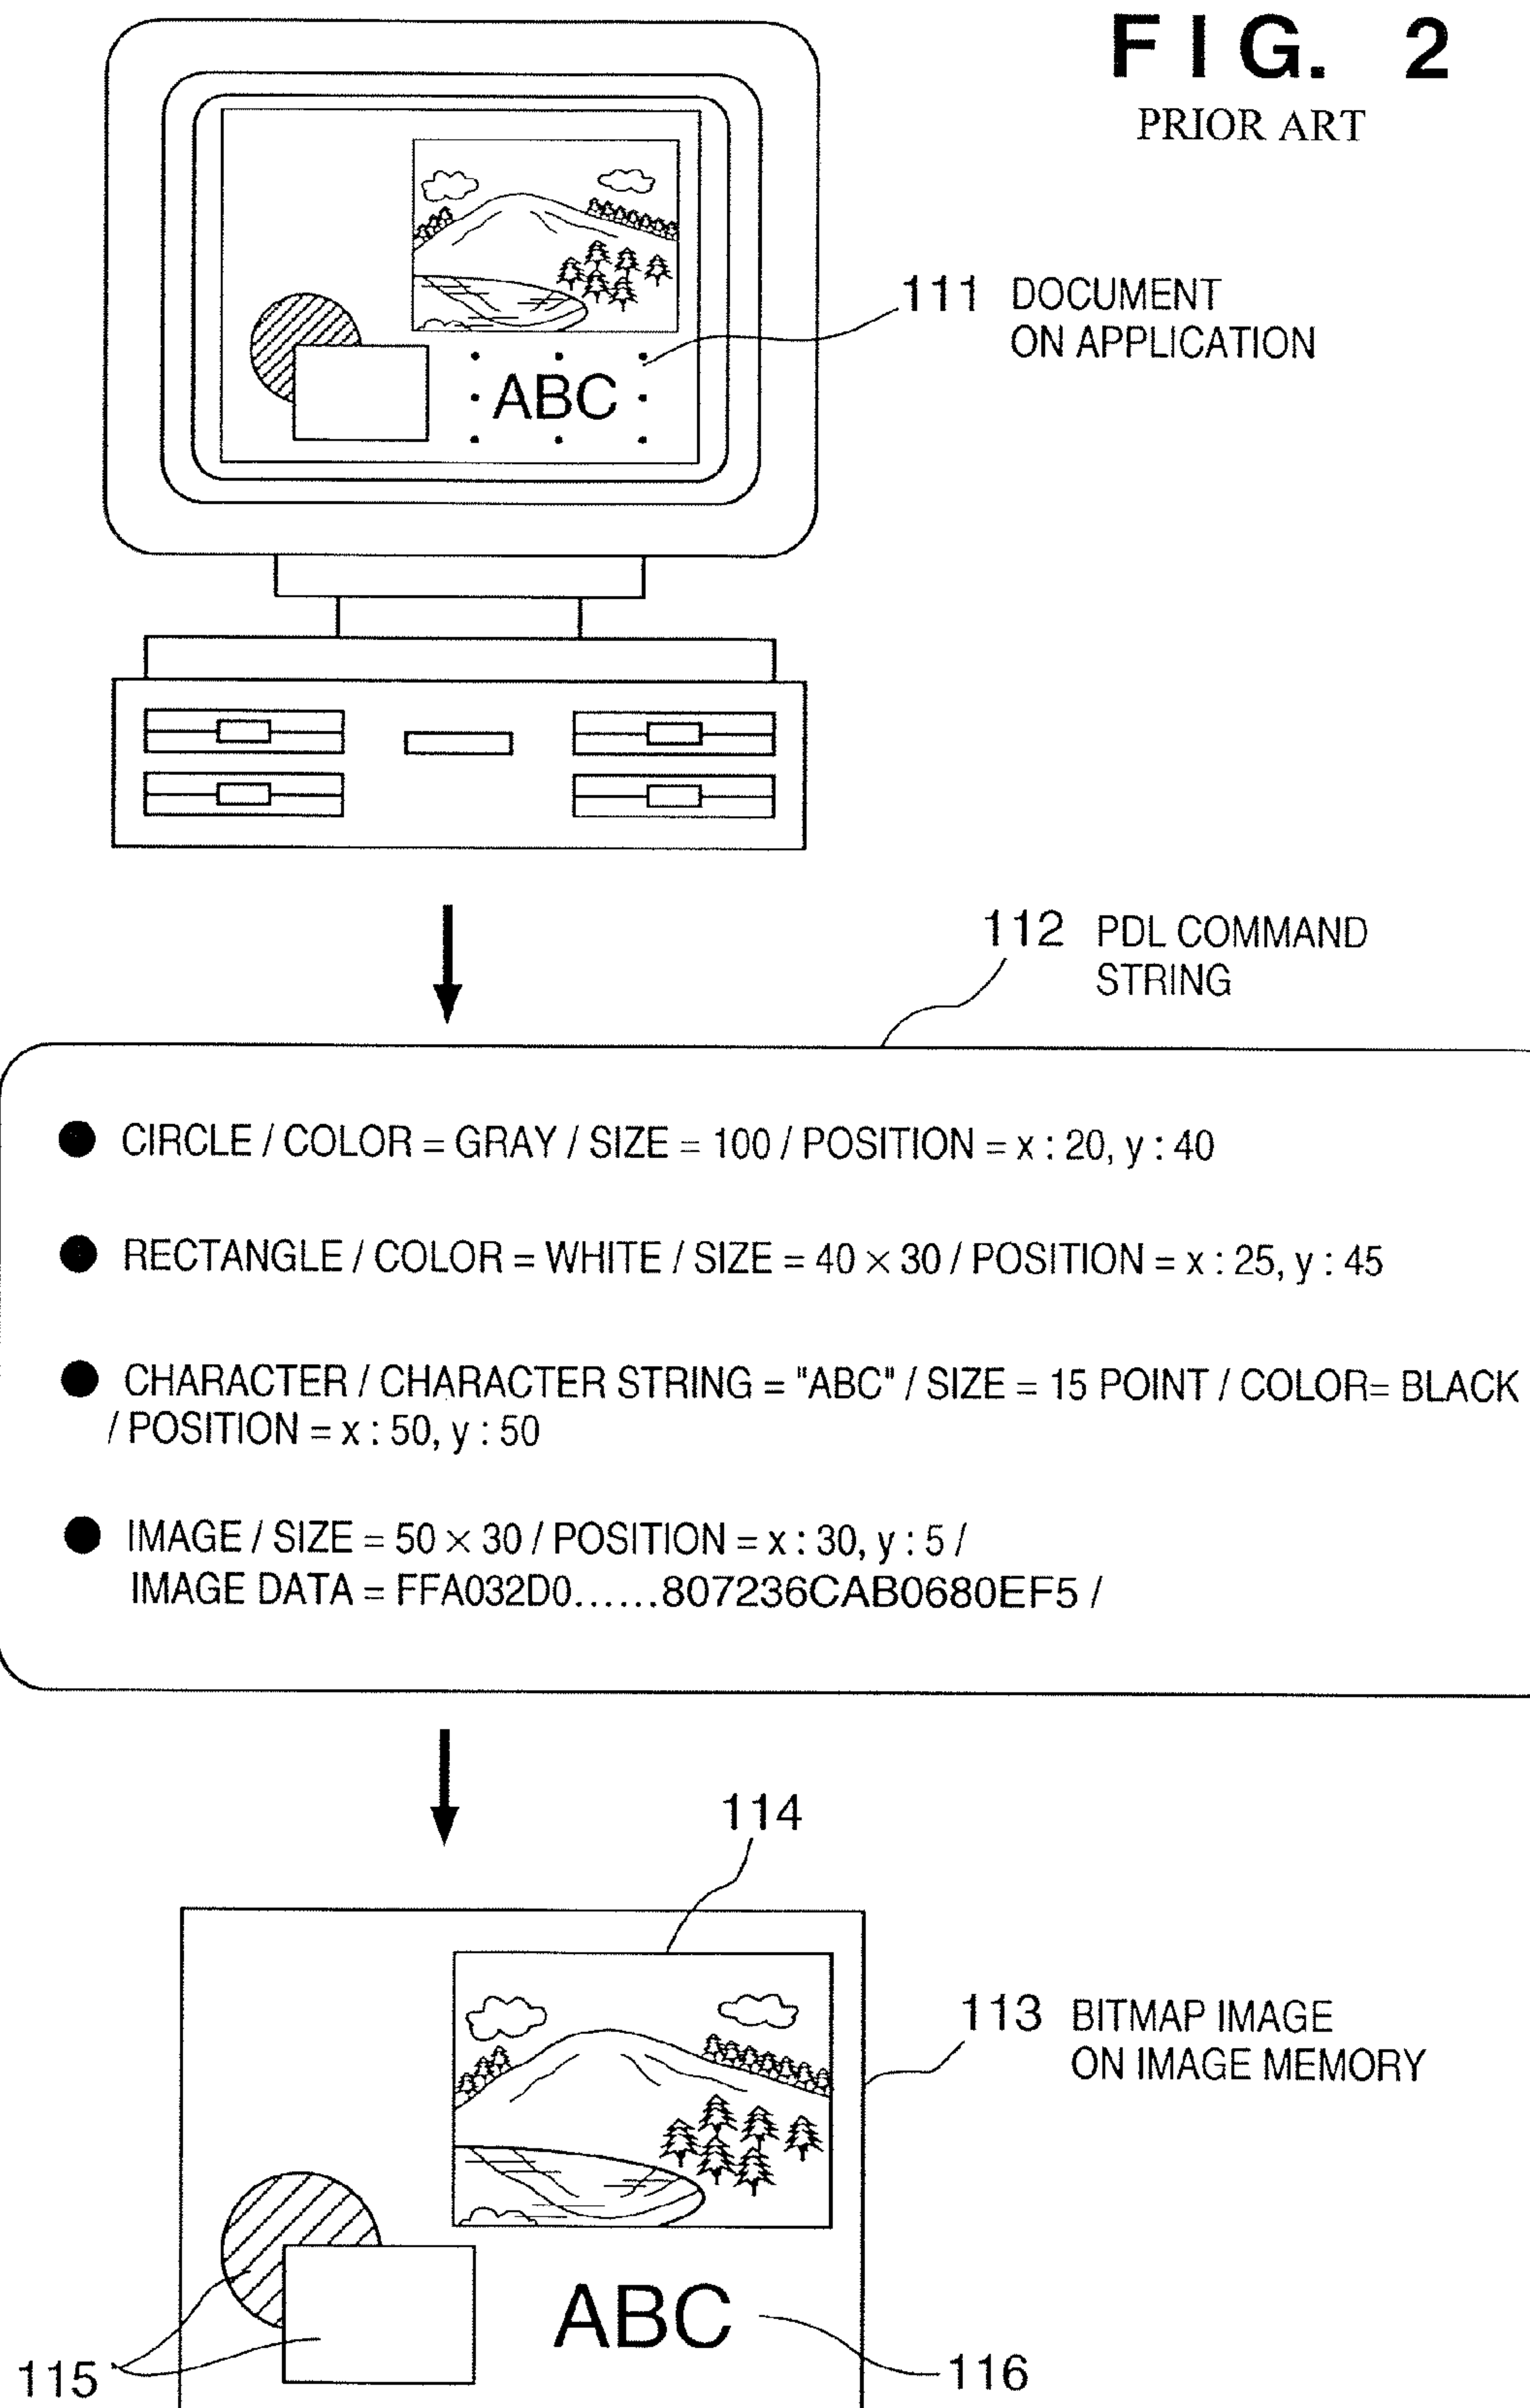 FIG. 2
PRIOR ART
ABC
111 DOCUMENT
ON APPLICATION
112 PDL COMMAND
STRING
● CIRCLE / COLOR = GRAY / SIZE = 100 / POSITION = x : 20, y : 40
● RECTANGLE / COLOR = WHITE / SIZE = 40 × 30 / POSITION = x : 25, y : 45
● CHARACTER / CHARACTER STRING = "ABC" / SIZE = 15 POINT / COLOR= BLACK
/ POSITION = x : 50, y : 50
● IMAGE / SIZE = 50 × 30 / POSITION = x : 30, y : 5 /
IMAGE DATA = FFA032D0......807236CAB0680EF5 /
114
113 BITMAP IMAGE
ON IMAGE MEMORY
ABC
115
116